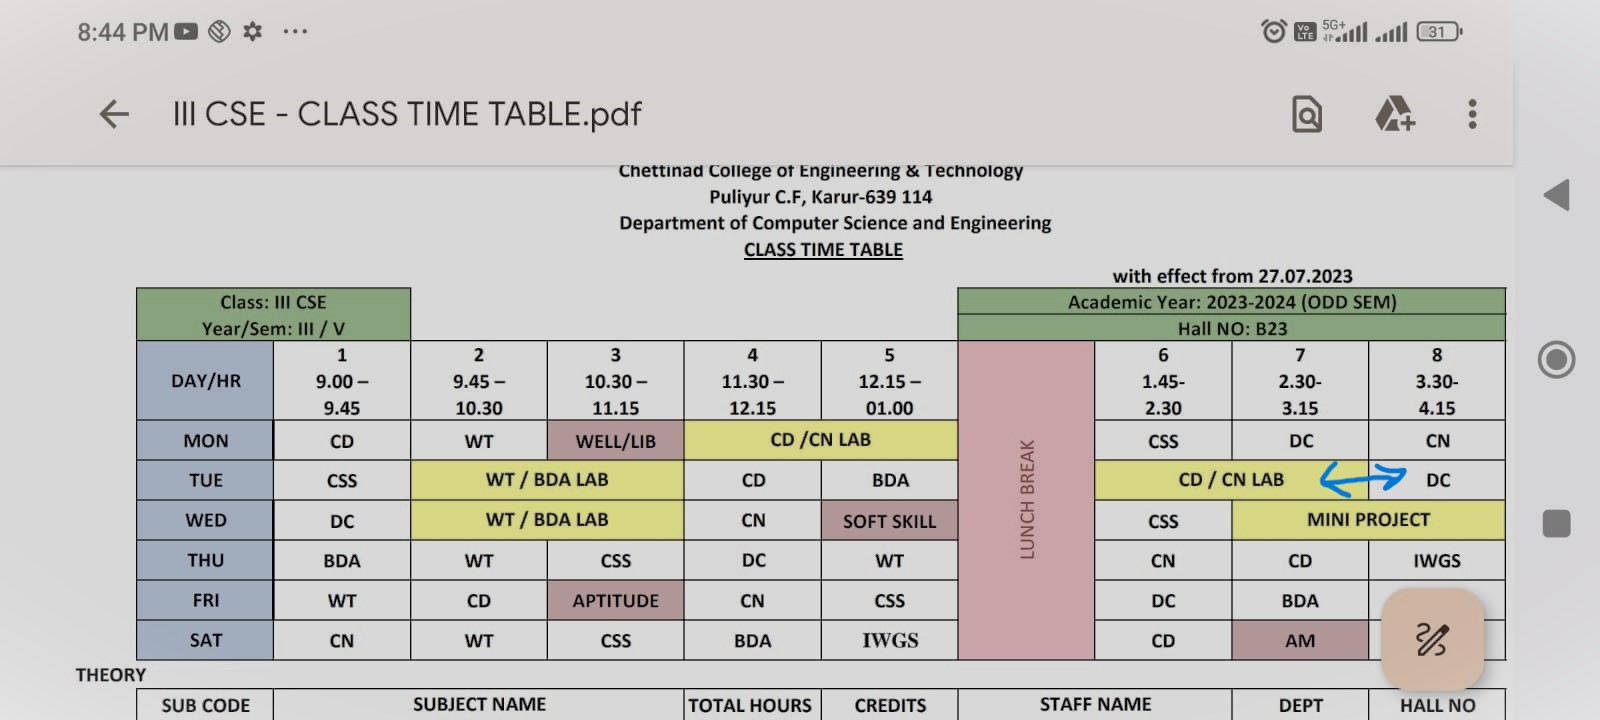 8:44 PM ...
Vo LTE 5G+ 31
III CSE - CLASS TIME TABLE.pdf
Chettinad College of Engineering & Technology
Puliyur C.F, Karur-639 114
Department of Computer Science and Engineering
CLASS TIME TABLE
with effect from 27.07.2023
Class: III CSE Academic Year: 2023-2024 (ODD SEM)
Year/Sem: III / V Hall NO: B23
1 2 3 4 5 6 7 8
DAY/HR 9.00 – 9.45 – 10.30 – 11.30 – 12.15 – 1.45- 2.30- 3.30-
9.45 10.30 11.15 12.15 01.00 2.30 3.15 4.15
MON CD WT WELL/LIB CD /CN LAB CSS DC CN
TUE CSS WT / BDA LAB CD BDA CD / CN LAB DC
WED DC WT / BDA LAB CN SOFT SKILL CSS MINI PROJECT
LUNCH BREAK
THU BDA WT CSS DC WT CN CD IWGS
FRI WT CD APTITUDE CN CSS DC BDA
SAT CN WT CSS BDA IWGS CD AM
THEORY
SUB CODE SUBJECT NAME TOTAL HOURS CREDITS STAFF NAME DEPT HALL NO